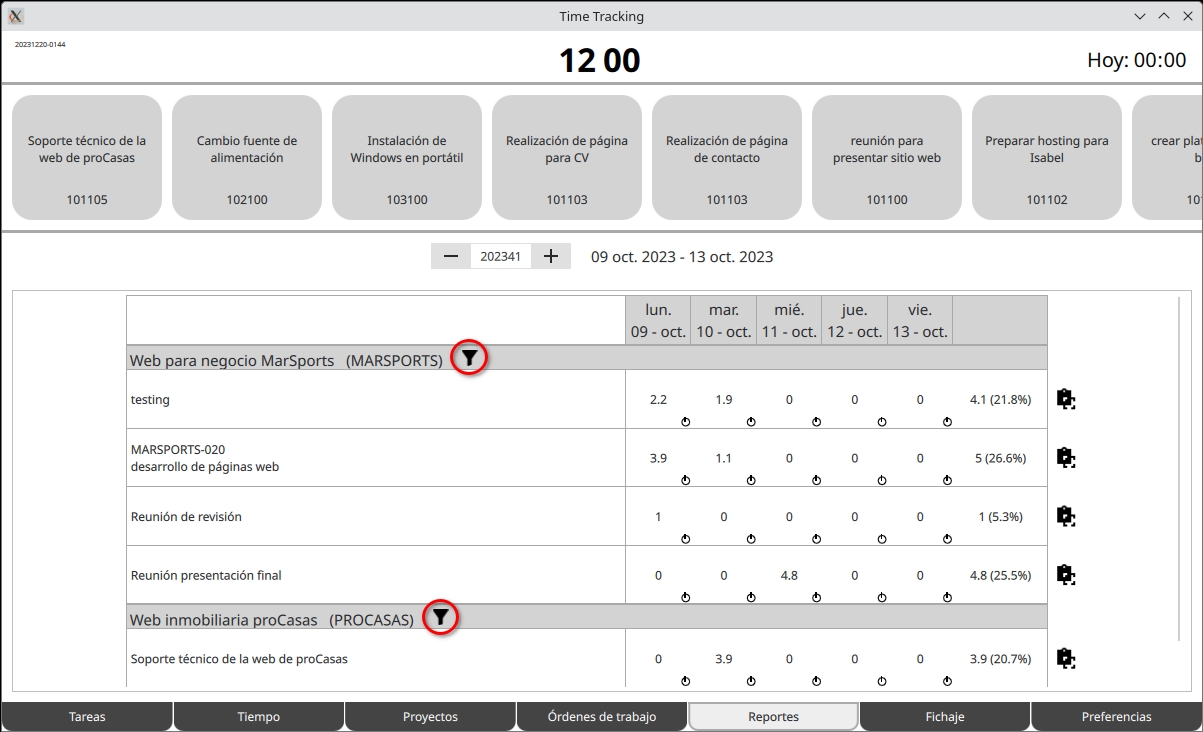 Time Tracking
20231220-0144
12 00
Hoy: 00:00
Soporte técnico de la
web de proCasas
101105
Cambio fuente de
alimentación
102100
Instalación de
Windows en portátil
103100
Realización de página
para CV
101103
Realización de página
de contacto
101103
reunión para
presentar sitio web
101100
Preparar hosting para
Isabel
101102
crear plat
b
101
— 202341 + 09 oct. 2023 - 13 oct. 2023
lun. mar. mié. jue. vie.
09 - oct. 10 - oct. 11 - oct. 12 - oct. 13 - oct.
Web para negocio MarSports (MARSPORTS)
testing 2.2 1.9 0 0 0 4.1 (21.8%)
MARSPORTS-020
desarrollo de páginas web 3.9 1.1 0 0 0 5 (26.6%)
Reunión de revisión 1 0 0 0 0 1 (5.3%)
Reunión presentación final 0 0 4.8 0 0 4.8 (25.5%)
Web inmobiliaria proCasas (PROCASAS)
Soporte técnico de la web de proCasas 0 3.9 0 0 0 3.9 (20.7%)
Tareas Tiempo Proyectos Órdenes de trabajo Reportes Fichaje Preferencias